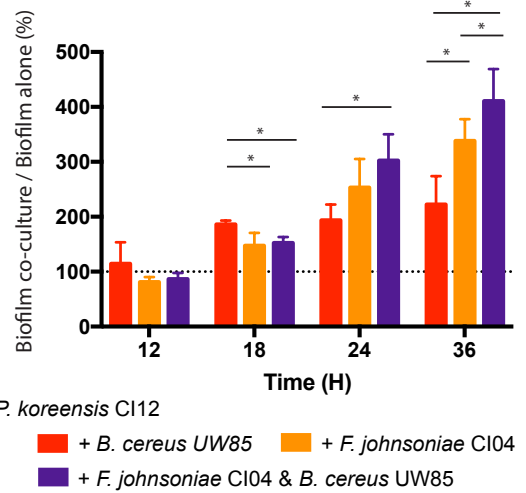 Biofilm co-culture / Biofilm alone (%)
500
400
300
200
100
0
*
*
*
*
*
*
12 18 24 36
Time (H)
P. koreensis CI12
+ B. cereus UW85 + F. johnsoniae CI04
+ F. johnsoniae CI04 & B. cereus UW85